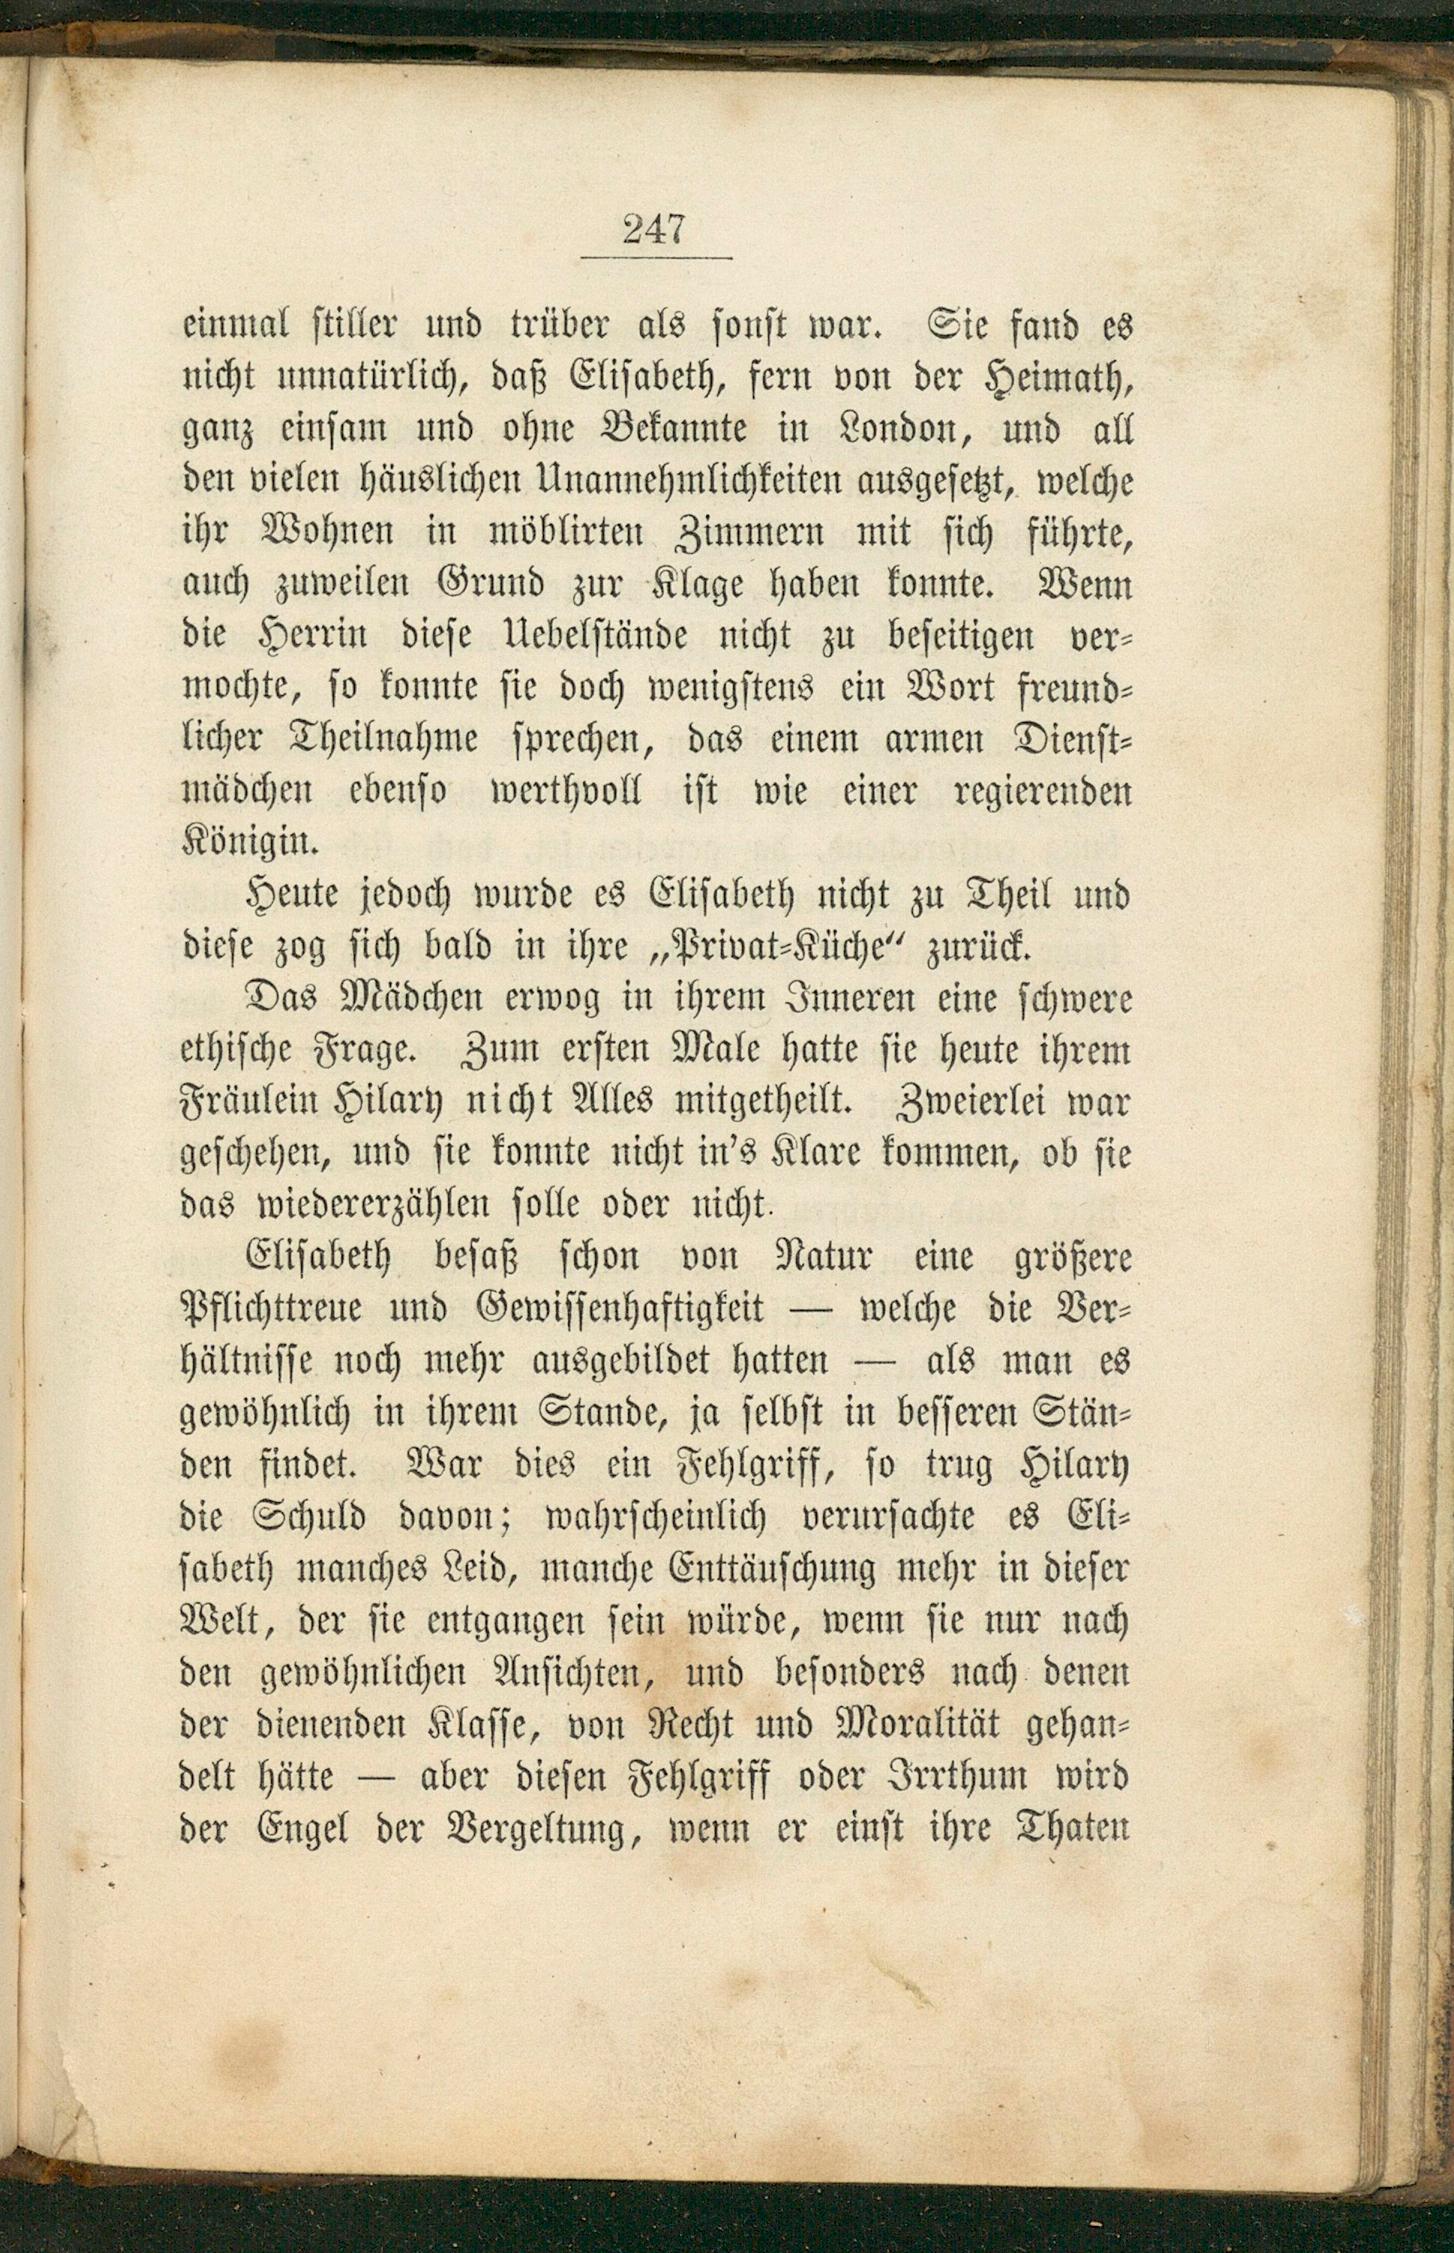 247
einmal stiller und trüber als sonst war. Sie fand es
nicht unnatürlich, daß Elisabeth, fern von der Heimath,
ganz einsam und ohne Bekannte in London, und all
den vielen häuslichen Unannehmlichkeiten ausgesetzt, welche
ihr Wohnen in möblirten Zimmern mit sich führte,
auch zuweilen Grund zur Klage haben konnte. Wenn
die Herrin diese Uebelstände nicht zu beseitigen ver-
mochte, so konnte sie doch wenigstens ein Wort freund-
licher Theilnahme sprechen, das einem armen Dienst-
mädchen ebenso werthvoll ist wie einer regierenden
Königin.
Heute jedoch wurde es Elisabeth nicht zu Theil und
diese zog sich bald in ihre „Privat-Küche“ zurück.
Das Mädchen erwog in ihrem Inneren eine schwere
ethische Frage. Zum ersten Male hatte sie heute ihrem
Fräulein Hilary nicht Alles mitgetheilt. Zweierlei war
geschehen, und sie konnte nicht in's Klare kommen, ob sie
das wiedererzählen solle oder nicht.
Elisabeth besaß schon von Natur eine größere
Pflichttreue und Gewissenhaftigkeit — welche die Ver-
hältnisse noch mehr ausgebildet hatten — als man es
gewöhnlich in ihrem Stande, ja selbst in besseren Stän-
den findet. War dies ein Fehlgriff, so trug Hilary
die Schuld davon; wahrscheinlich verursachte es Eli-
sabeth manches Leid, manche Enttäuschung mehr in dieser
Welt, der sie entgangen sein würde, wenn sie nur nach
den gewöhnlichen Ansichten, und besonders nach denen
der dienenden Klasse, von Recht und Moralität gehan-
delt hätte — aber diesen Fehlgriff oder Irrthum wird
der Engel der Vergeltung, wenn er einst ihre Thaten